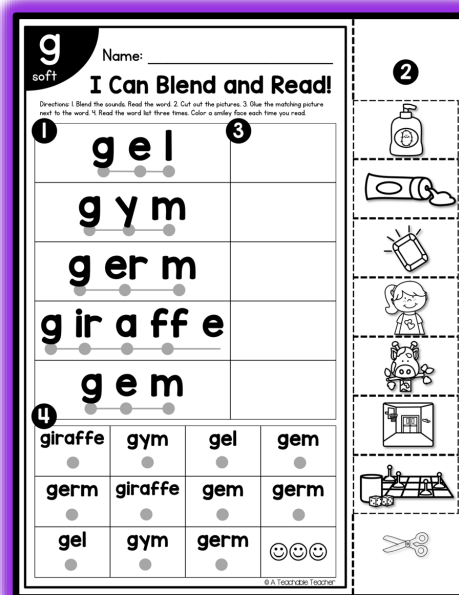 g
soft
Name:
I Can Blend and Read!
Directions: 1. Blend the sounds. Read the word. 2. Cut out the pictures. 3. Glue the matching picture
next to the word. 4. Read the word list three times. Color a smiley face each time you read.
1
3
2
g e l
g y m
g er m
g ir a ff e
g e m
4
giraffe gym gel gem
germ giraffe gem germ
gel gym germ
© A Teachable Teacher